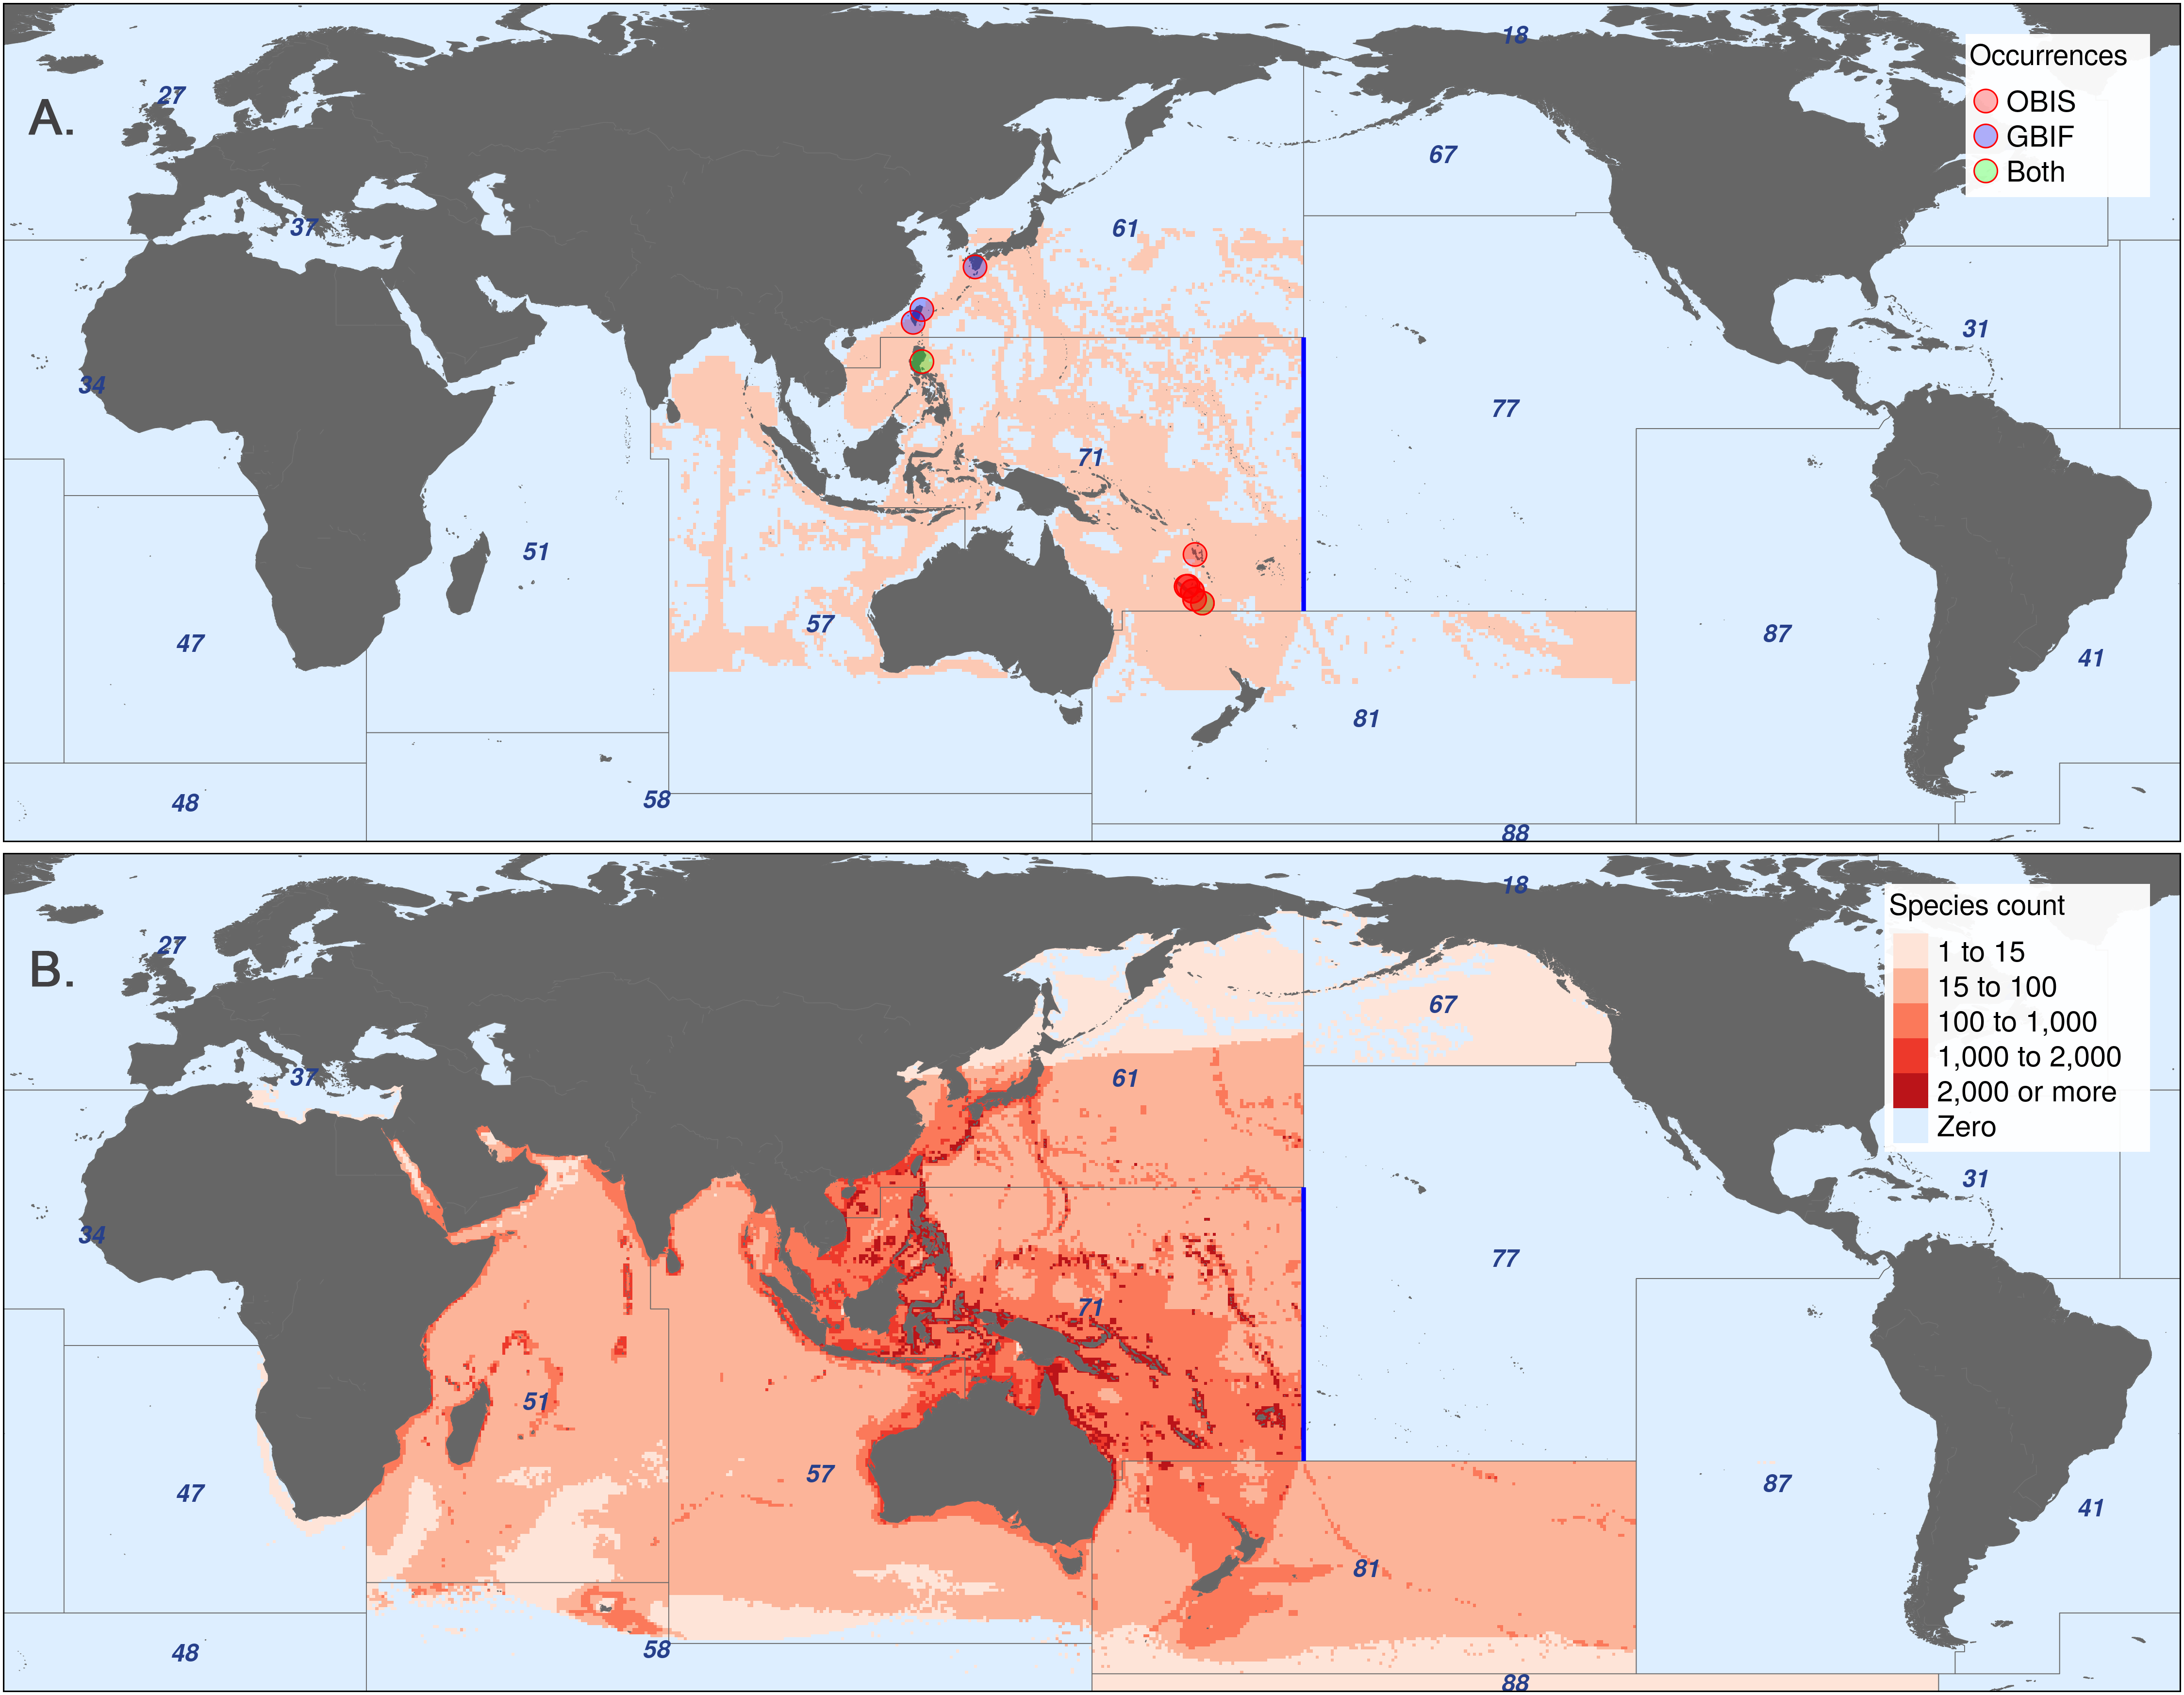 18
Occurrences
OBIS
GBIF
Both
27
A.
67
37
61
31
34
77
71
51
57
47
87
41
81
48
58
88
18
Species count
1 to 15
15 to 100
100 to 1,000
1,000 to 2,000
2,000 or more
Zero
27
B.
67
37
61
31
34
77
71
51
57
47
87
41
81
48
58
88